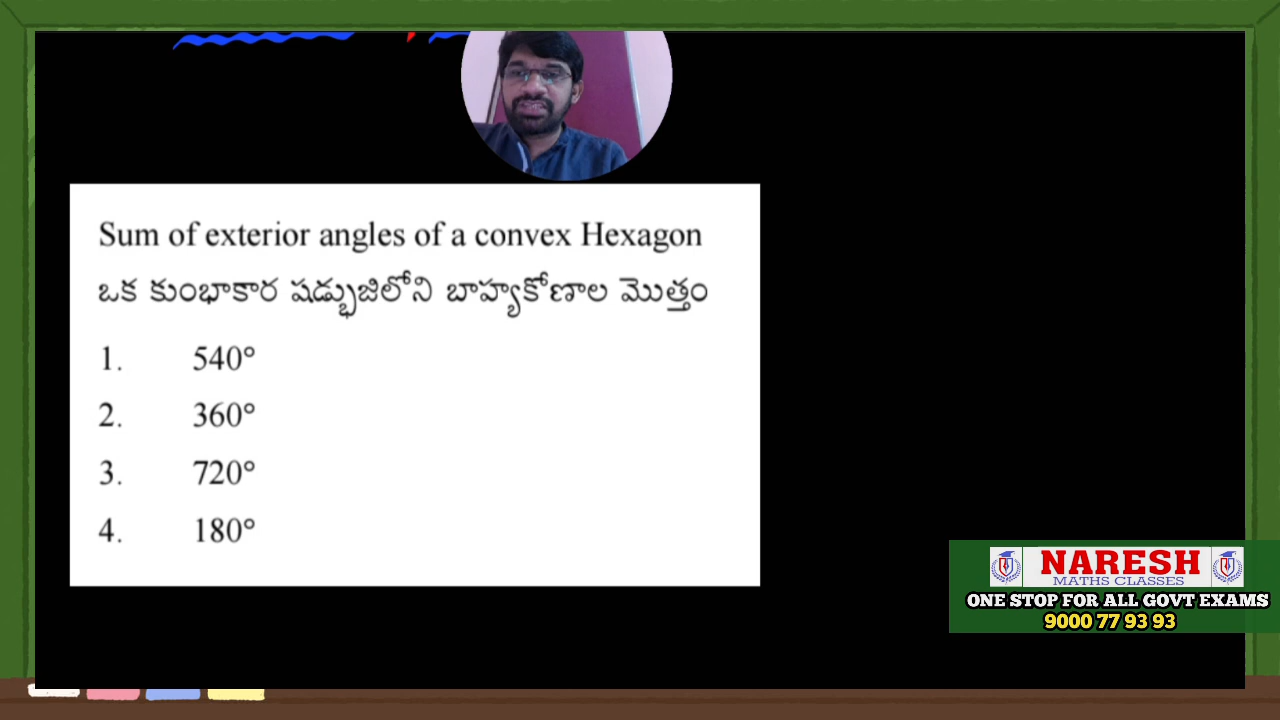 Sum of exterior angles of a convex Hexagon
ఒక కుంభాకార షడ్భుజిలోని బాహ్యకోణాల మొత్తం
1. 540°
2. 360°
3. 720°
4. 180°
NARESH
MATHS CLASSES
ONE STOP FOR ALL GOVT EXAMS
9000 77 93 93